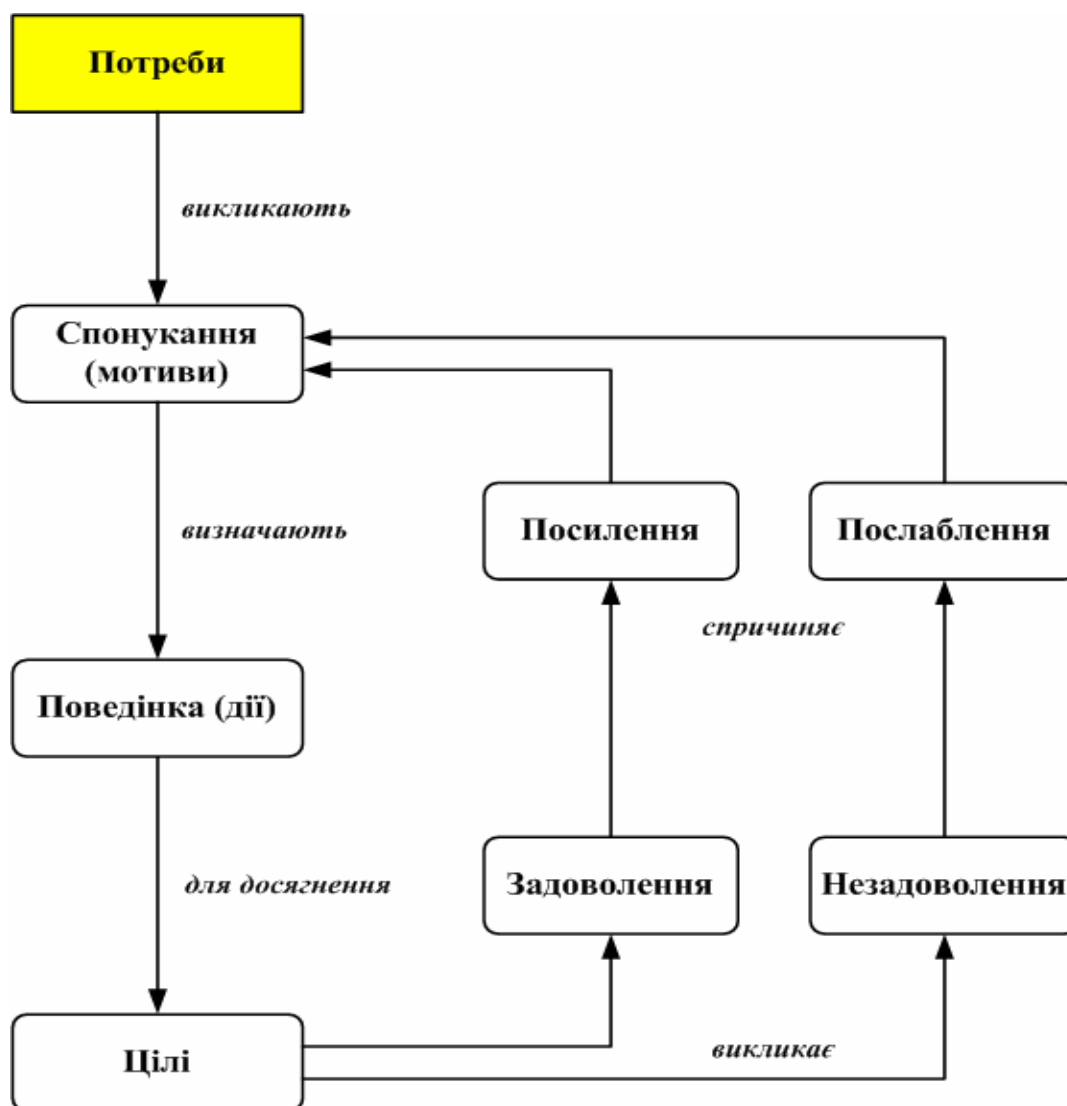 Потреби
викликають
Спонукання
(мотиви)
визначають
Посилення
Послаблення
спричиняє
Поведінка (дії)
для досягнення
Задоволення
Незадоволення
Цілі
викликає